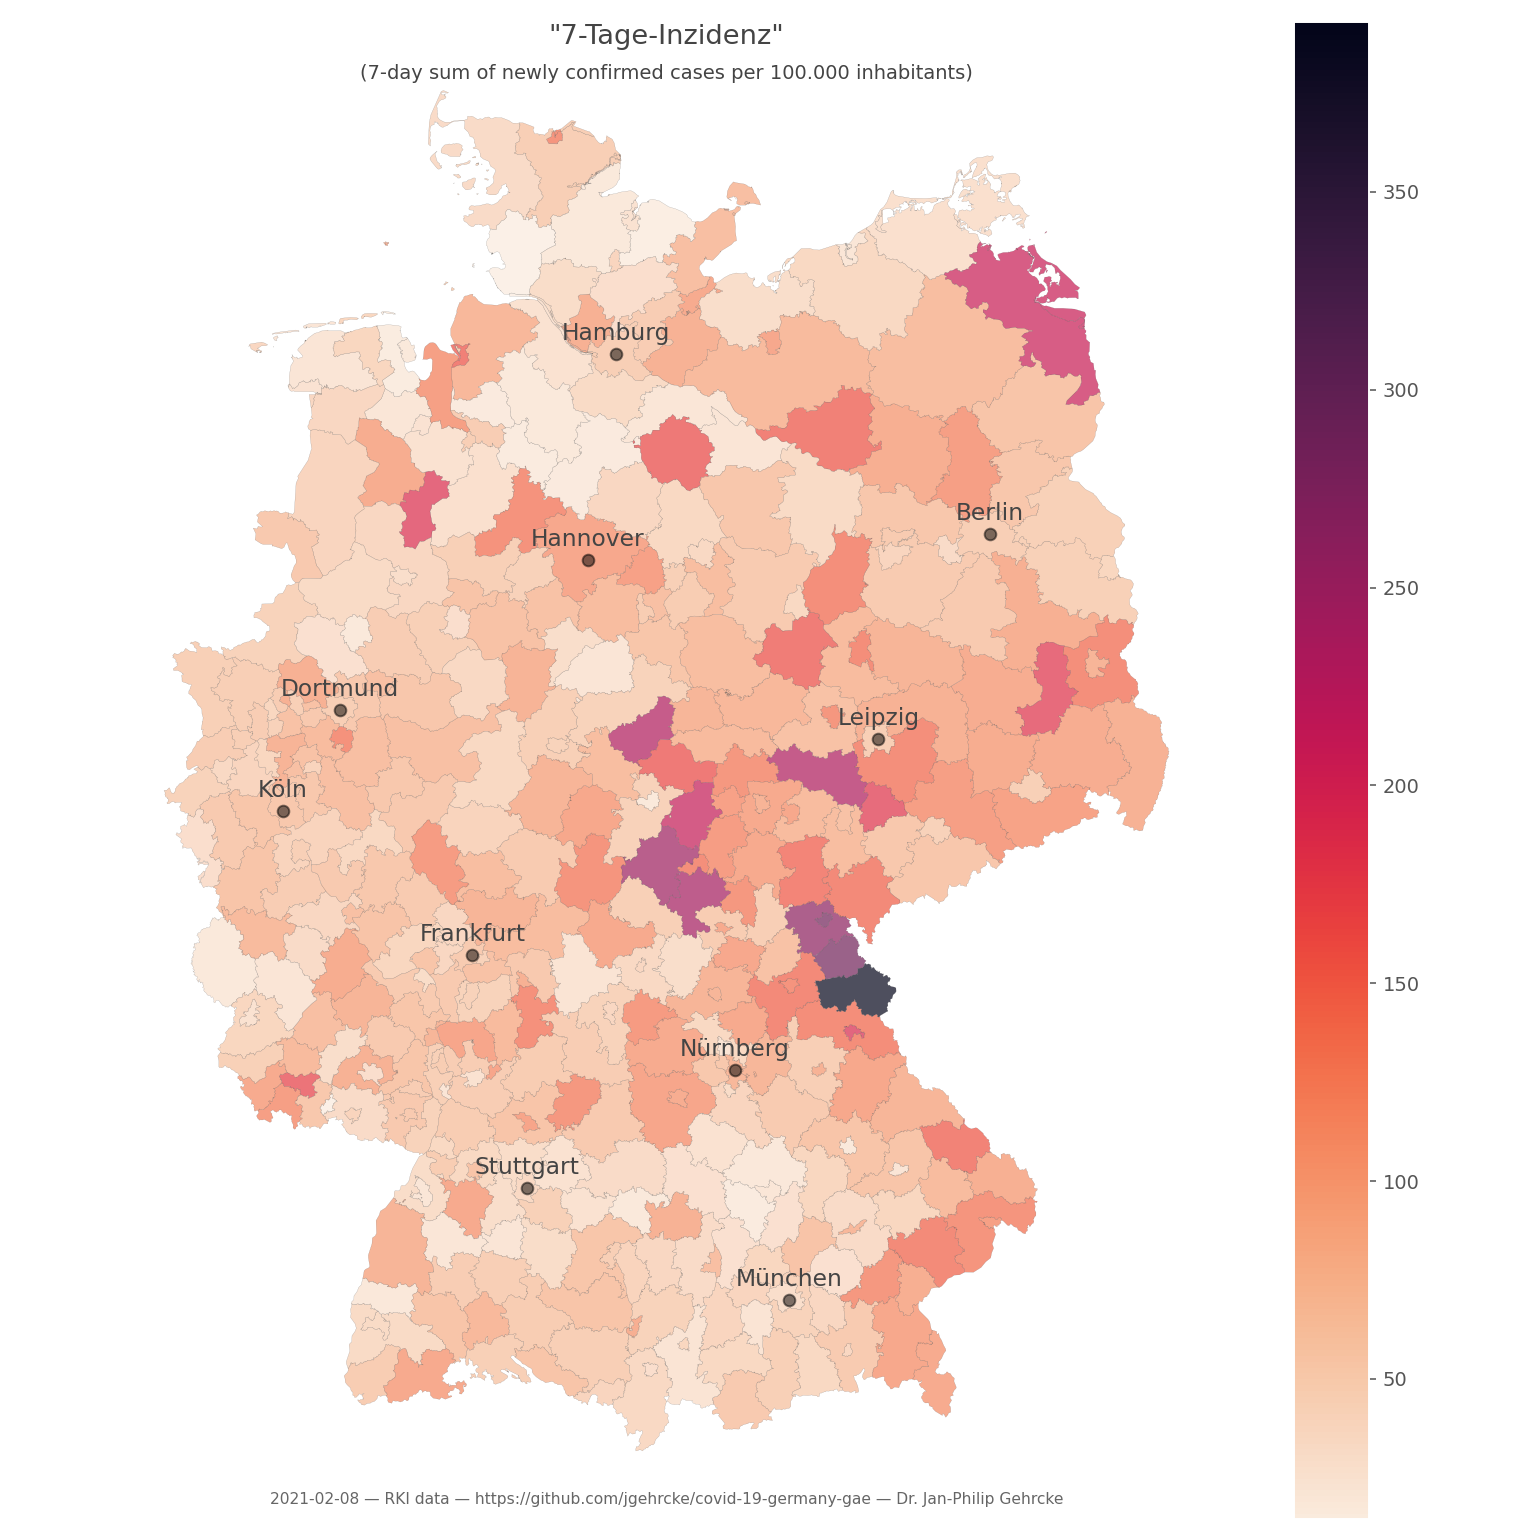 "7-Tage-Inzidenz"
(7-day sum of newly confirmed cases per 100.000 inhabitants)
350
300
250
200
150
100
50
Hamburg
Berlin
Hannover
Dortmund
Leipzig
Köln
Frankfurt
Nürnberg
Stuttgart
München
2021-02-08 — RKI data — https://github.com/jgehrcke/covid-19-germany-gae — Dr. Jan-Philip Gehrcke